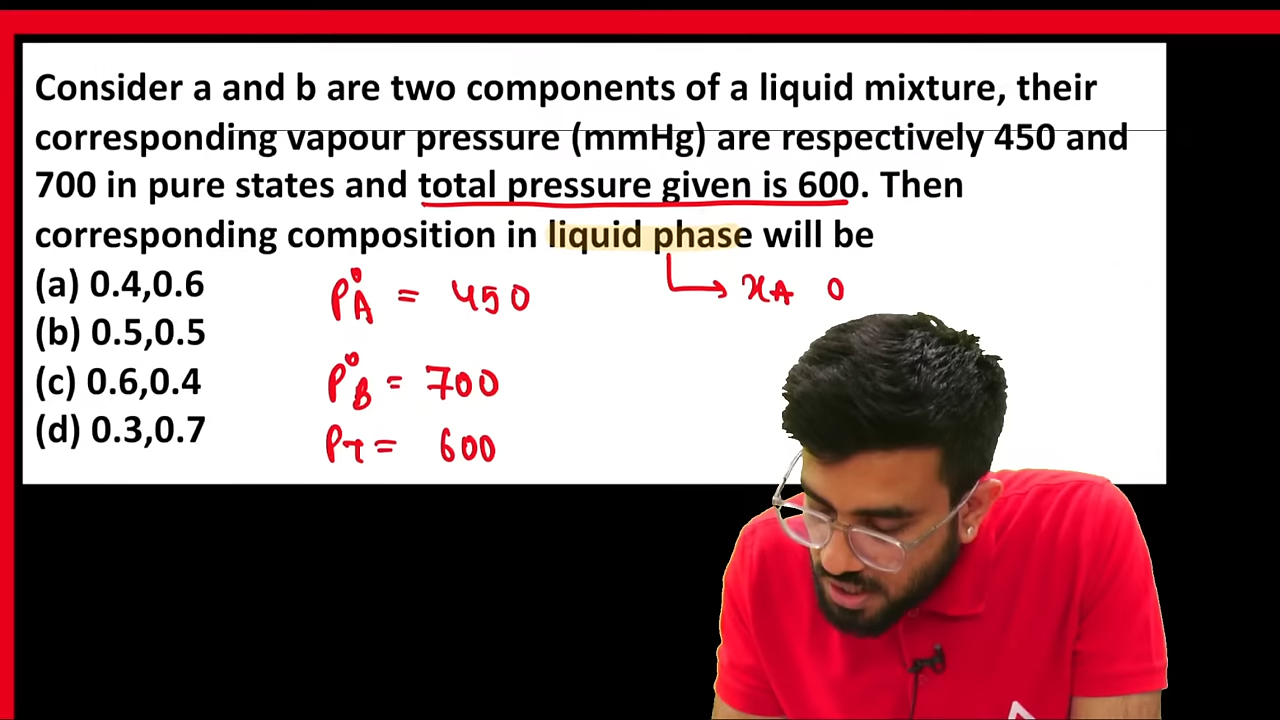 Consider a and b are two components of a liquid mixture, their
corresponding vapour pressure (mmHg) are respectively 450 and
700 in pure states and total pressure given is 600. Then
corresponding composition in liquid phase will be
(a) 0.4,0.6
(b) 0.5,0.5
(c) 0.6,0.4
(d) 0.3,0.7
P°A = 450
P°B = 700
PT = 600
xA 0